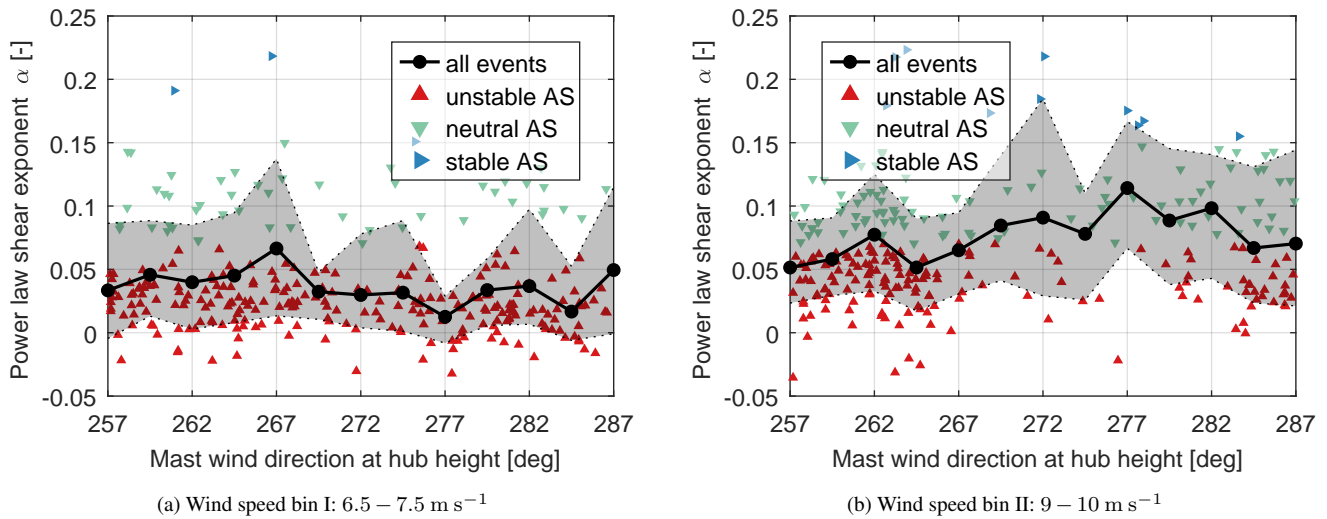 0.25
0.2
0.15
0.1
0.05
0
-0.05
257
262
267
272
277
282
287
Power law shear exponent α [-]
Mast wind direction at hub height [deg]
all events
unstable AS
neutral AS
stable AS
(a) Wind speed bin I: 6.5 − 7.5 m s⁻¹
0.25
0.2
0.15
0.1
0.05
0
-0.05
257
262
267
272
277
282
287
Power law shear exponent α [-]
Mast wind direction at hub height [deg]
all events
unstable AS
neutral AS
stable AS
(b) Wind speed bin II: 9 − 10 m s⁻¹